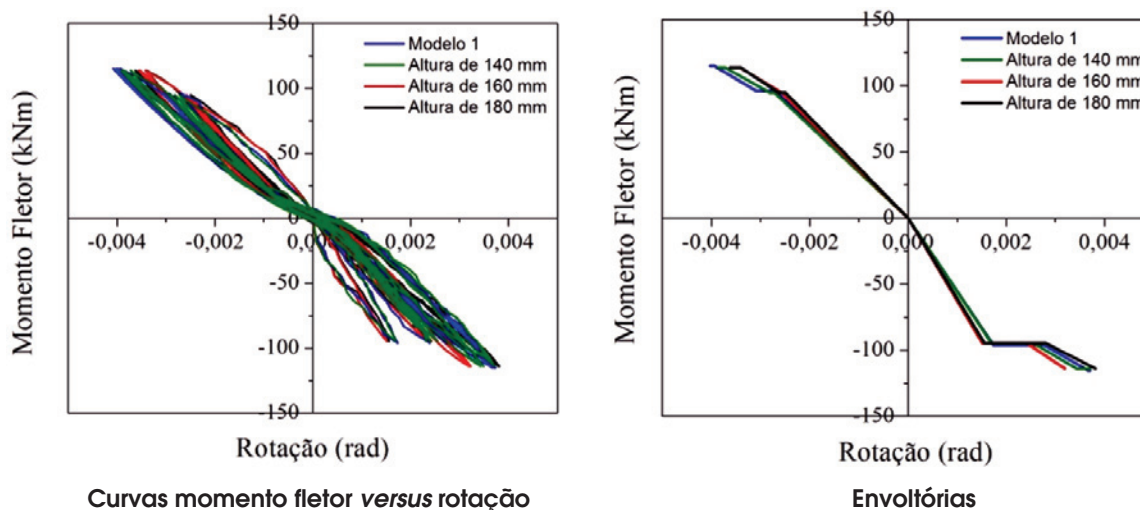 150
100
50
0
-50
-100
-150
-0,004
-0,002
0,000
0,002
0,004
Momento Fletor (kNm)
Rotação (rad)
Modelo 1
Altura de 140 mm
Altura de 160 mm
Altura de 180 mm
Curvas momento fletor versus rotação
150
100
50
0
-50
-100
-150
-0,004
-0,002
0,000
0,002
0,004
Momento Fletor (kNm)
Rotação (rad)
Modelo 1
Altura de 140 mm
Altura de 160 mm
Altura de 180 mm
Envoltórias